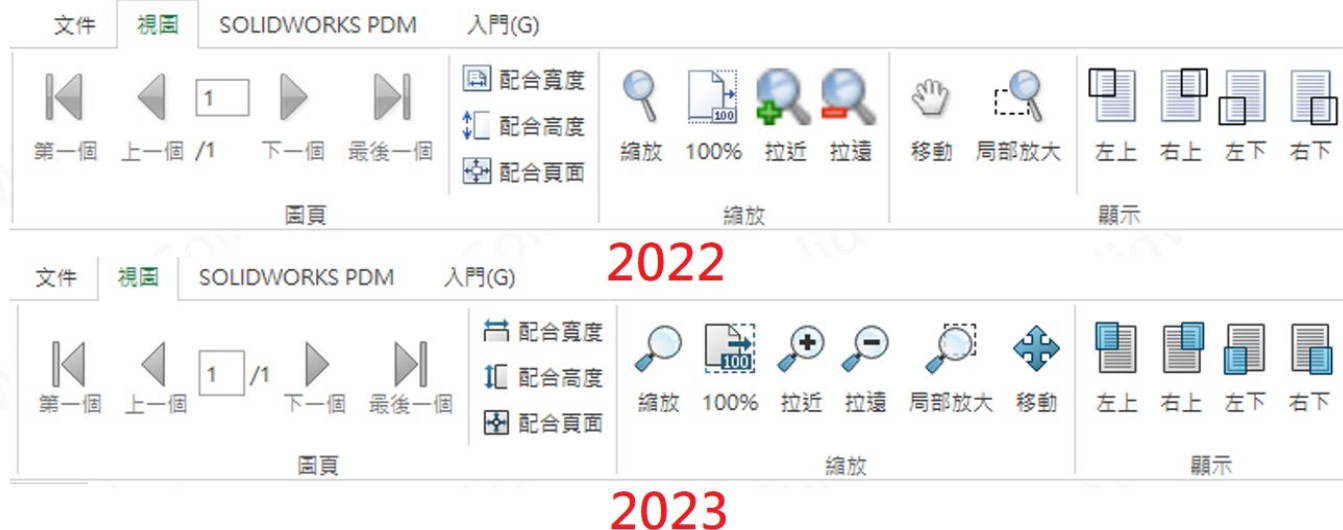 文件 視圖 SOLIDWORKS PDM 入門(G)
1
配合寬度
100
配合高度
第一個 上一個 /1 下一個 最後一個 縮放 100% 拉近 拉遠 移動 局部放大 左上 右上 左下 右下
配合頁面
圖頁 縮放 顯示
2022
文件 視圖 SOLIDWORKS PDM 入門(G)
配合寬度
1 /1 100
配合高度
第一個 上一個 下一個 最後一個 縮放 100% 拉近 拉遠 局部放大 移動 左上 右上 左下 右下
配合頁面
圖頁 縮放 顯示
2023